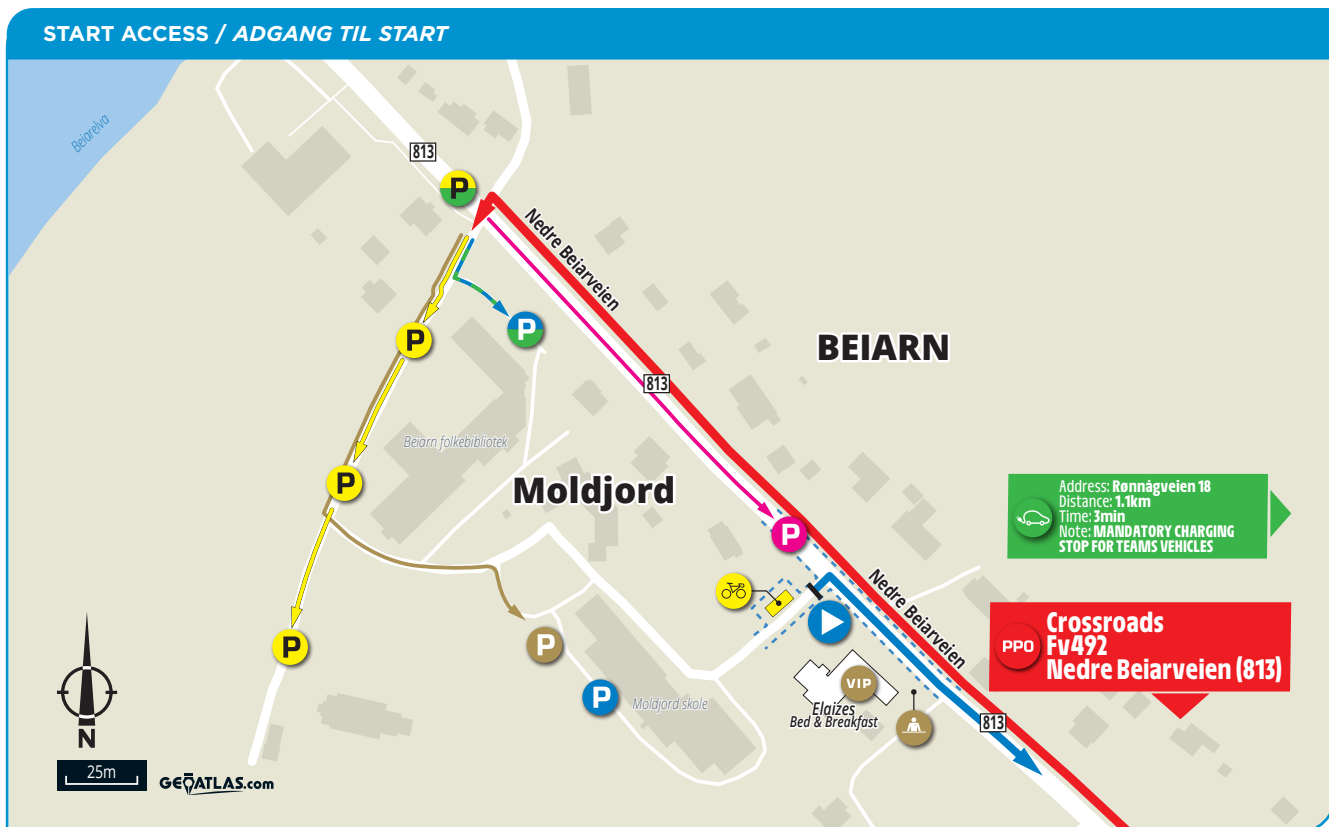 START ACCESS / ADGANG TIL START
Beiarelva
813
P
Nedre Beiarveien
P
P
BEIARN
813
Beiarn folkebibliotek
P
Moldjord
Address: Rønnågveien 18
Distance: 1.1km
Time: 3min
Note: MANDATORY CHARGING
STOP FOR TEAMS VEHICLES
P
Nedre Beiarveien
PPO
Crossroads
Fv492
Nedre Beiarveien (813)
P
P
VIP
P
Moldjord skole
Elaizes
Bed & Breakfast
813
N
25m
GEOATLAS.com